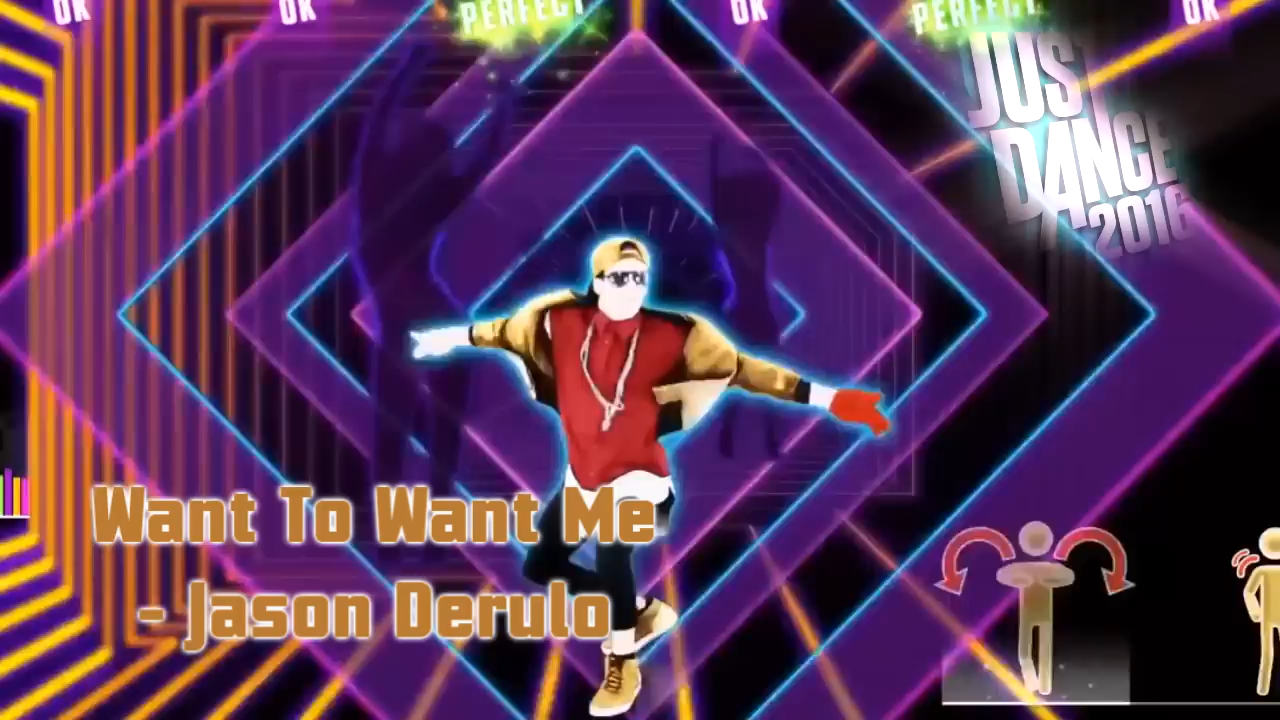 OK
OK
PERFECT
OK
PERFECT
OK
JUST
DANCE
2016
Want To Want Me
- Jason Derulo